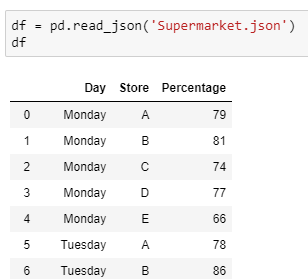 df = pd.read_json('Supermarket.json')
df
Day Store Percentage
0 Monday A 79
1 Monday B 81
2 Monday C 74
3 Monday D 77
4 Monday E 66
5 Tuesday A 78
6 Tuesday B 86